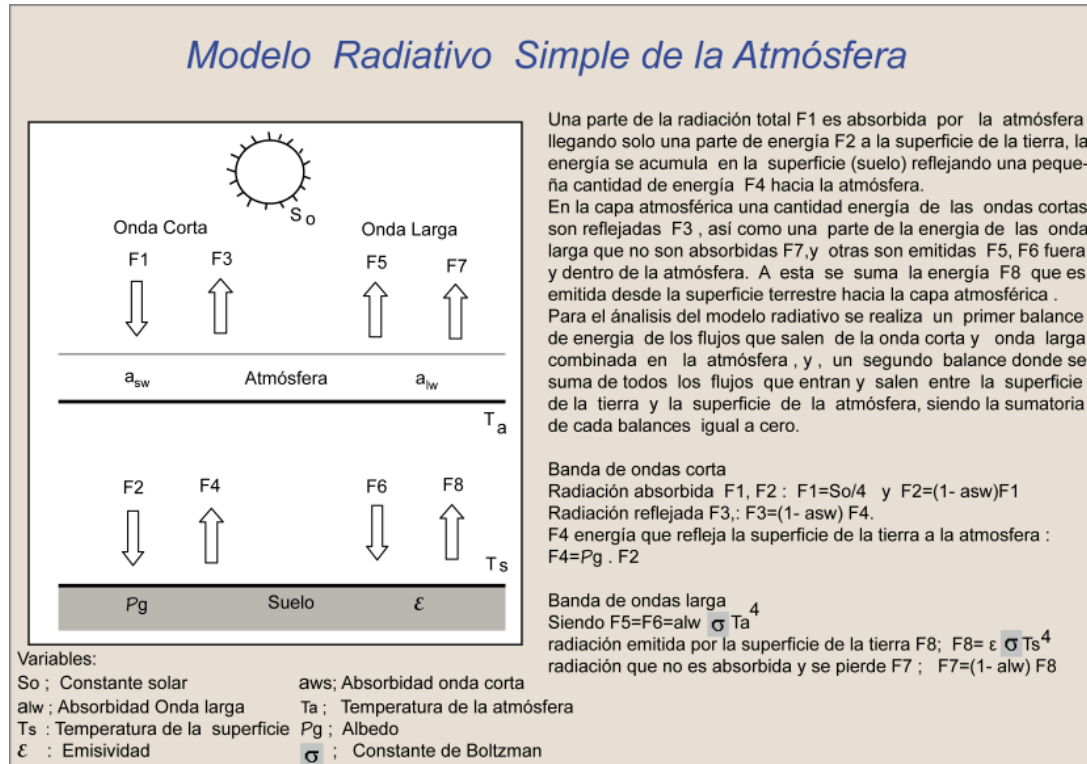 Modelo Radiativo Simple de la Atmósfera
So
Onda Corta Onda Larga
F1 F3 F5 F7
asw Atmósfera alw
Ta
F2 F4 F6 F8
Ts
Pg Suelo ε
Variables:
So ; Constante solar aws; Absorbidad onda corta
alw ; Absorbidad Onda larga Ta ; Temperatura de la atmósfera
Ts : Temperatura de la superficie Pg ; Albedo
ε : Emisividad σ ; Constante de Boltzman
Una parte de la radiación total F1 es absorbida por la atmósfera
llegando solo una parte de energía F2 a la superficie de la tierra, la
energía se acumula en la superficie (suelo) reflejando una peque-
ña cantidad de energía F4 hacia la atmósfera.
En la capa atmosférica una cantidad energía de las ondas cortas
son reflejadas F3 , así como una parte de la energia de las onda
larga que no son absorbidas F7,y otras son emitidas F5, F6 fuera
y dentro de la atmósfera. A esta se suma la energía F8 que es
emitida desde la superficie terrestre hacia la capa atmosférica .
Para el ánalisis del modelo radiativo se realiza un primer balance
de energia de los flujos que salen de la onda corta y onda larga
combinada en la atmósfera , y , un segundo balance donde se
suma de todos los flujos que entran y salen entre la superficie
de la tierra y la superficie de la atmósfera, siendo la sumatoria
de cada balances igual a cero.
Banda de ondas corta
Radiación absorbida F1, F2 : F1=So/4 y F2=(1- asw)F1
Radiación reflejada F3,: F3=(1- asw) F4.
F4 energía que refleja la superficie de la tierra a la atmosfera :
F4=Pg . F2
Banda de ondas larga
Siendo F5=F6=alw σ Ta⁴
radiación emitida por la superficie de la tierra F8; F8= ε σ Ts⁴
radiación que no es absorbida y se pierde F7 ; F7=(1- alw) F8